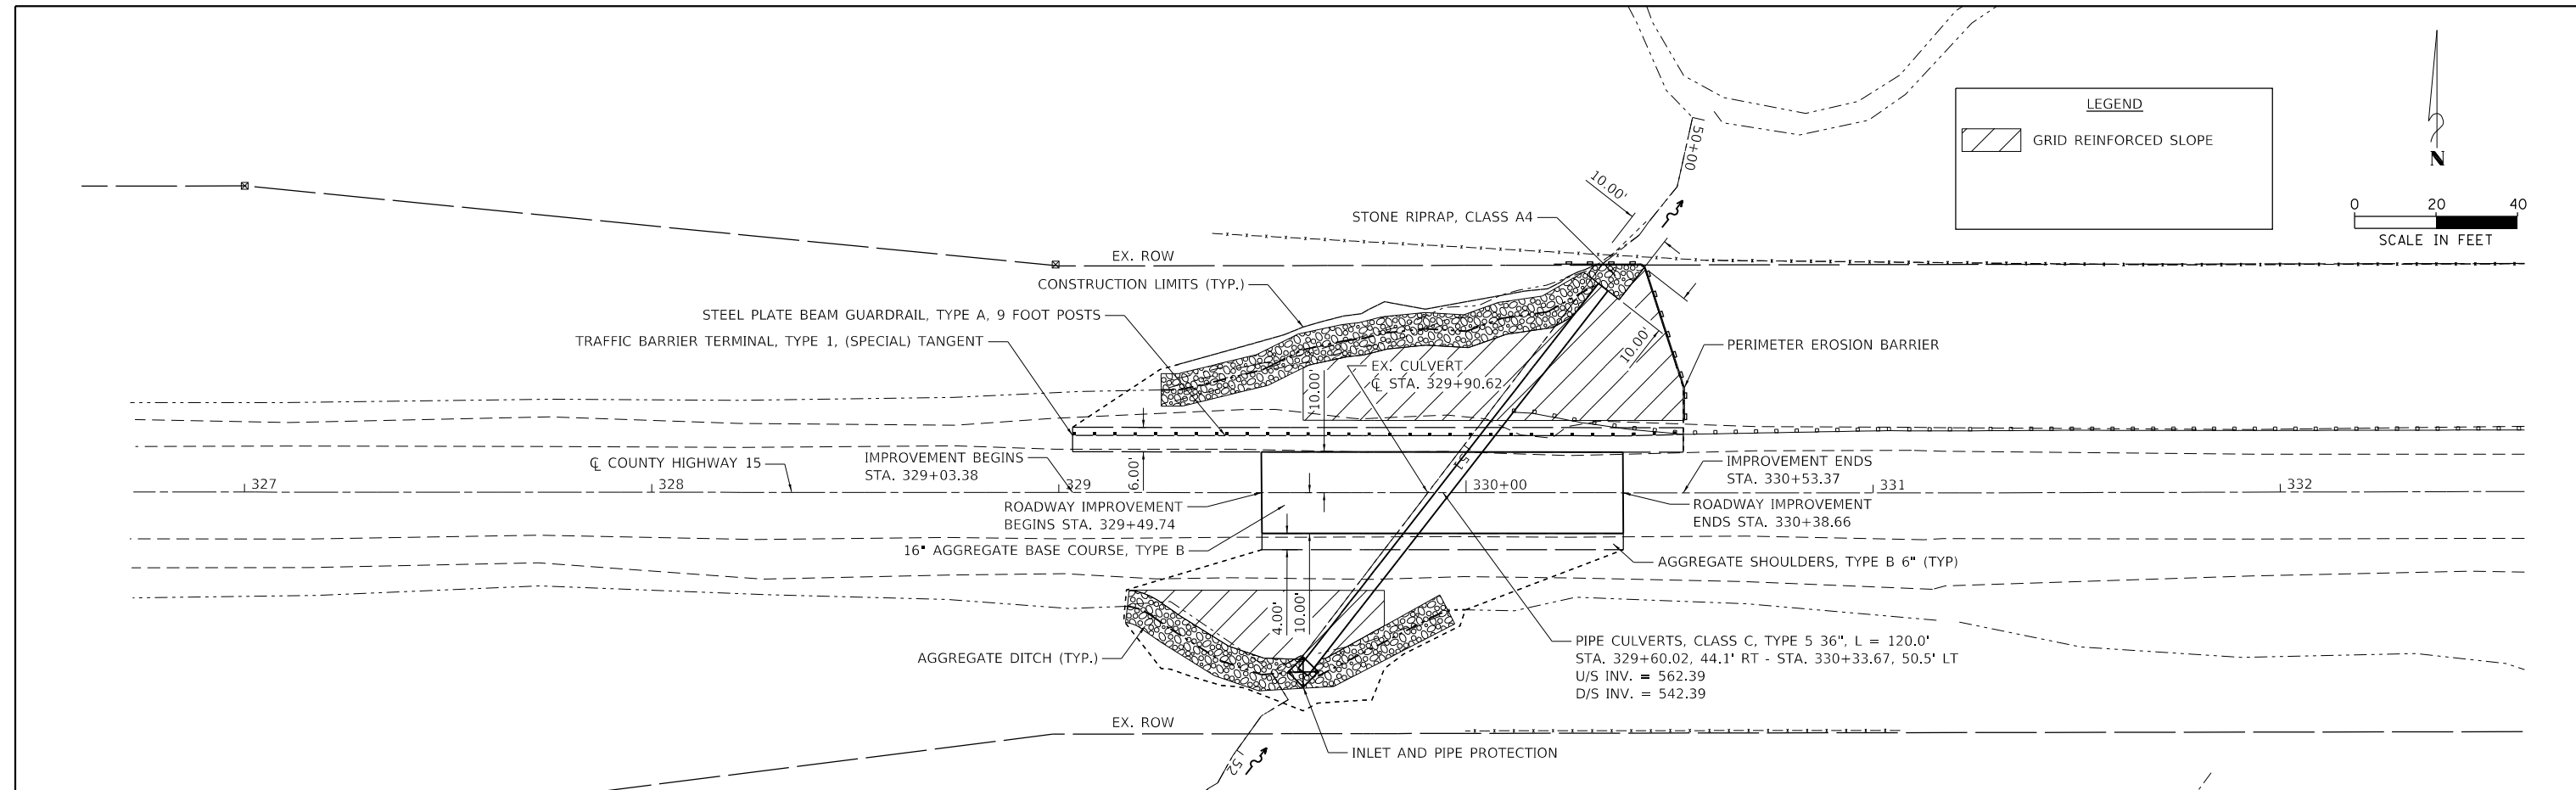 LEGEND
GRID REINFORCED SLOPE
N
0 20 40
SCALE IN FEET
50+00
10.00'
STONE RIPRAP, CLASS A4
EX. ROW
CONSTRUCTION LIMITS (TYP.)
STEEL PLATE BEAM GUARDRAIL, TYPE A, 9 FOOT POSTS
TRAFFIC BARRIER TERMINAL, TYPE 1, (SPECIAL) TANGENT
PERIMETER EROSION BARRIER
10.00'
EX. CULVERT
℄ STA. 329+90.62
10.00'
℄ COUNTY HIGHWAY 15
IMPROVEMENT BEGINS
STA. 329+03.38
6.00'
51
IMPROVEMENT ENDS
STA. 330+53.37
327
328
329
330+00
331
332
ROADWAY IMPROVEMENT
BEGINS STA. 329+49.74
ROADWAY IMPROVEMENT
ENDS STA. 330+38.66
16" AGGREGATE BASE COURSE, TYPE B
AGGREGATE SHOULDERS, TYPE B 6" (TYP)
4.00'
10.00'
AGGREGATE DITCH (TYP.)
PIPE CULVERTS, CLASS C, TYPE 5 36", L = 120.0'
STA. 329+60.02, 44.1' RT - STA. 330+33.67, 50.5' LT
U/S INV. = 562.39
D/S INV. = 542.39
EX. ROW
INLET AND PIPE PROTECTION
52